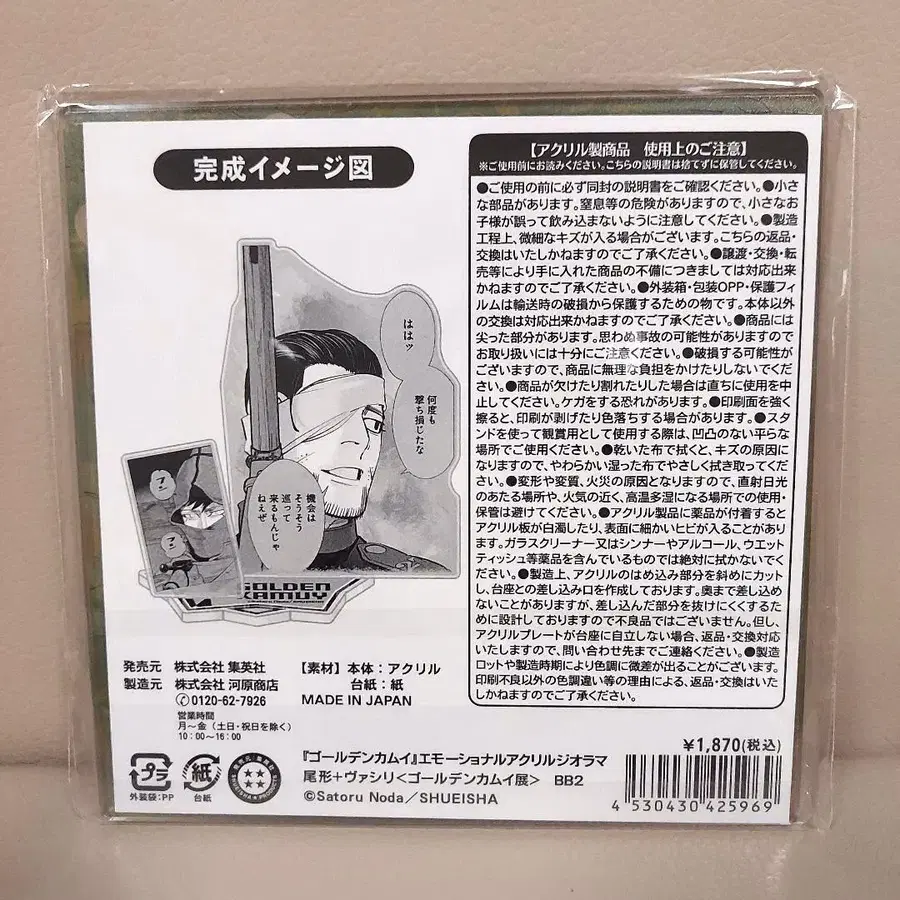 完成イメージ図
ははッ
何度も
撃ち損じたな
機会は
そうそう
巡って
来るもんじゃ
ねえぜ
GOLDEN
KAMUY
発売元 株式会社 集英社
製造元 株式会社 河原商店
0120-62-7926
営業時間
月～金（土日・祝日を除く）
10:00～16:00
【素材】本体：アクリル
台紙：紙
MADE IN JAPAN
【アクリル製商品 使用上のご注意】
※ご使用前にお読みください。こちらの説明書は捨てずに保管してください。
●ご使用の前に必ず同封の説明書をご確認ください。●小さ
な部品があります。窒息等の危険がありますので、小さなお
子様が誤って飲み込まないように注意してください。●製造
工程上、微細なキズが入る場合がございます。こちらの返品・
交換はいたしかねますのでご了承ください。●譲渡・交換・転
売等により手に入れた商品の不備につきましては対応出来
かねますのでご了承ください。●外装箱・包装OPP・保護フィ
ルムは輸送時の破損から保護するための物です。本体以外
の交換は対応出来かねますのでご了承ください。●商品には
尖った部分があります。思わぬ事故の可能性がありますので
お取り扱いには十分にご注意ください。●破損する可能性が
ございますので、商品に無理な負担をかけたりしないでくだ
さい。●商品が欠けたり割れたりした場合は直ちに使用を中
止してください。ケガをする恐れがあります。●印刷面を強く
擦ると、印刷が剥げたり色落ちする場合があります。●スタ
ンドを使って観賞用として使用する際は、凹凸のない平らな
場所でご使用ください。●乾いた布で拭くと、キズの原因に
なりますので、やわらかい湿った布でやさしく拭き取ってくだ
さい。●変形や変質、火災の原因となりますので、直射日光
のあたる場所や、火気の近く、高温多湿になる場所での使用・
保管は避けてください。●アクリル製品に薬品が付着すると
アクリル板が白濁したり、表面に細かいヒビが入ることがあり
ます。ガラスクリーナー又はシンナーやアルコール、ウエット
ティッシュ等薬品を含んでいるものでは絶対に拭かないでく
ださい。●製造上、アクリルのはめ込み部分を斜めにカット
し、台座との差し込み口を作成しております。奥まで差し込め
ないことがありますが、差し込んだ部分を抜けにくくするた
めに設計しておりますので不良品ではございません。但し、
アクリルプレートが台座に自立しない場合、返品・交換対応
いたしますので、問い合わせ先までご連絡ください。●製造
ロットや製造時期により色調に微差が出ることがございます。
印刷不良以外の色調違い等の理由による、返品・交換はいた
しかねますのでご了承ください。
¥1,870(税込)
プラ
外装袋：PP
紙
台紙
『ゴールデンカムイ』エモーショナルアクリルジオラマ
尾形＋ヴァシリ＜ゴールデンカムイ展＞ BB2
©Satoru Noda／SHUEISHA
4 530430 425969